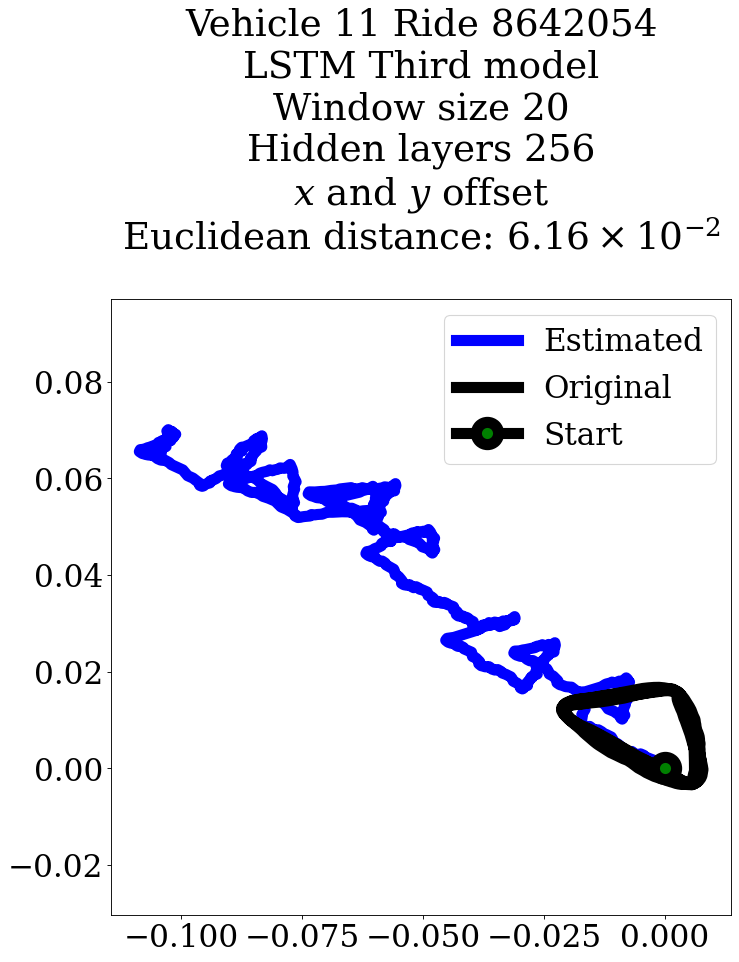 Vehicle 11 Ride 8642054
LSTM Third model
Window size 20
Hidden layers 256
x and y offset
Euclidean distance: 6.16 × 10⁻²
Estimated
Original
Start
0.08
0.06
0.04
0.02
0.00
−0.02
−0.100 −0.075 −0.050 −0.025 0.000